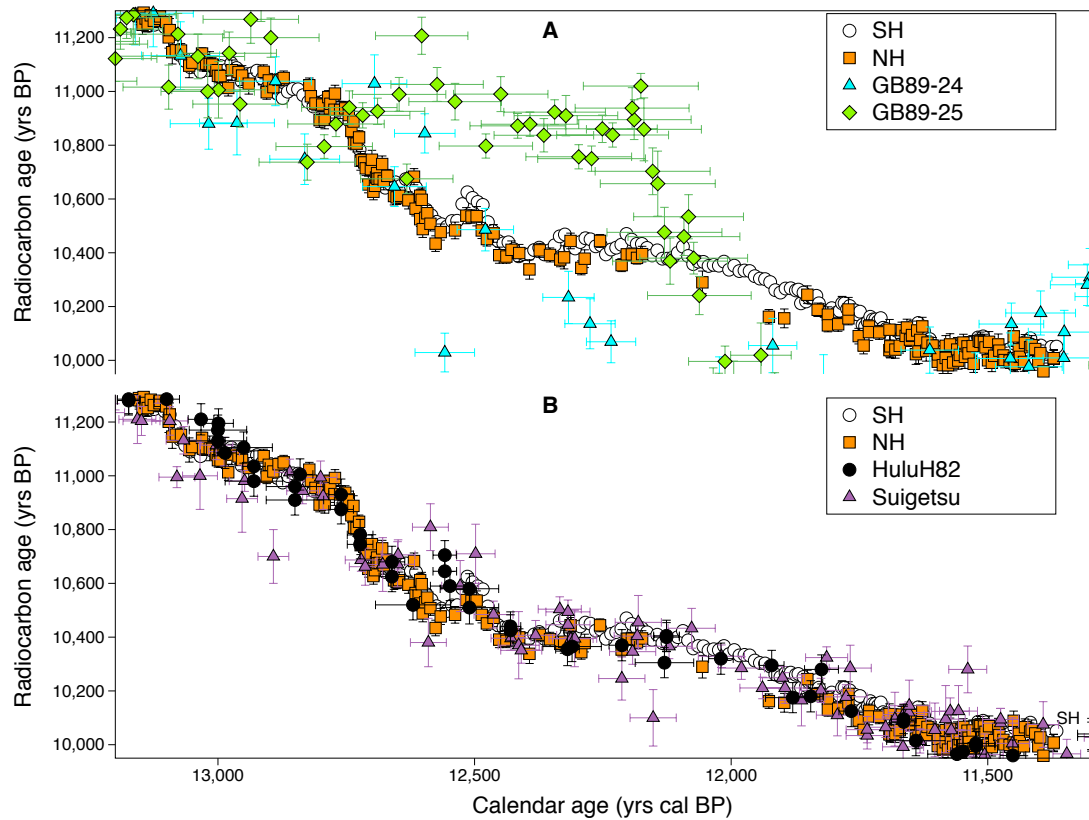 A
SH
NH
GB89-24
GB89-25
11,200
11,000
10,800
10,600
10,400
10,200
10,000
Radiocarbon age (yrs BP)
B
SH
NH
HuluH82
Suigetsu
11,200
11,000
10,800
10,600
10,400
10,200
10,000
Radiocarbon age (yrs BP)
SH =
13,000
12,500
12,000
11,500
Calendar age (yrs cal BP)